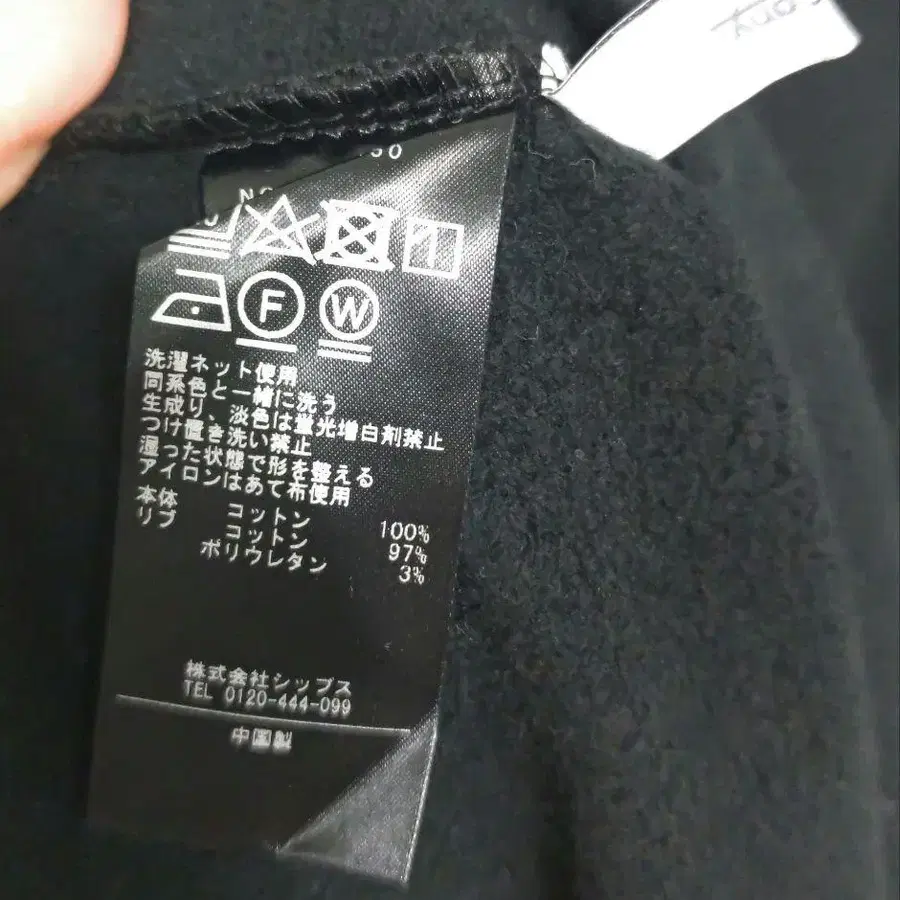 50
F
W
洗濯ネット使用
同系色と一緒に洗う
生成り、淡色は蛍光増白剤禁止
つけ置き洗い禁止
湿った状態で形を整える
アイロンはあて布使用
本体 コットン 100%
リブ コットン 97%
ポリウレタン 3%
株式会社シップス
TEL 0120-444-099
中国製